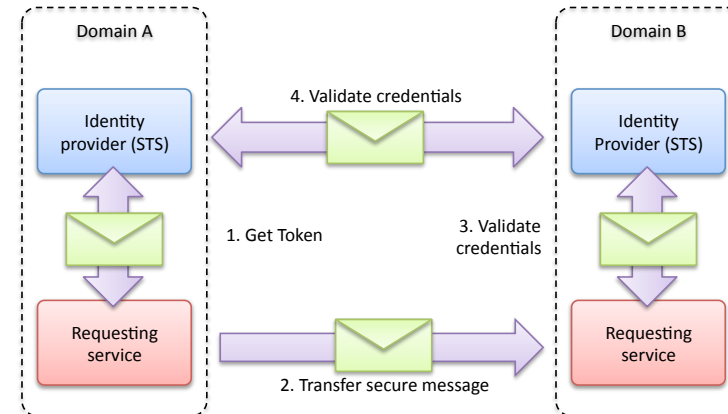 Domain A
Domain B
4. Validate credentials
Identity
provider (STS)
Identity
Provider (STS)
1. Get Token
3. Validate
credentials
Requesting
service
Requesting
service
2. Transfer secure message